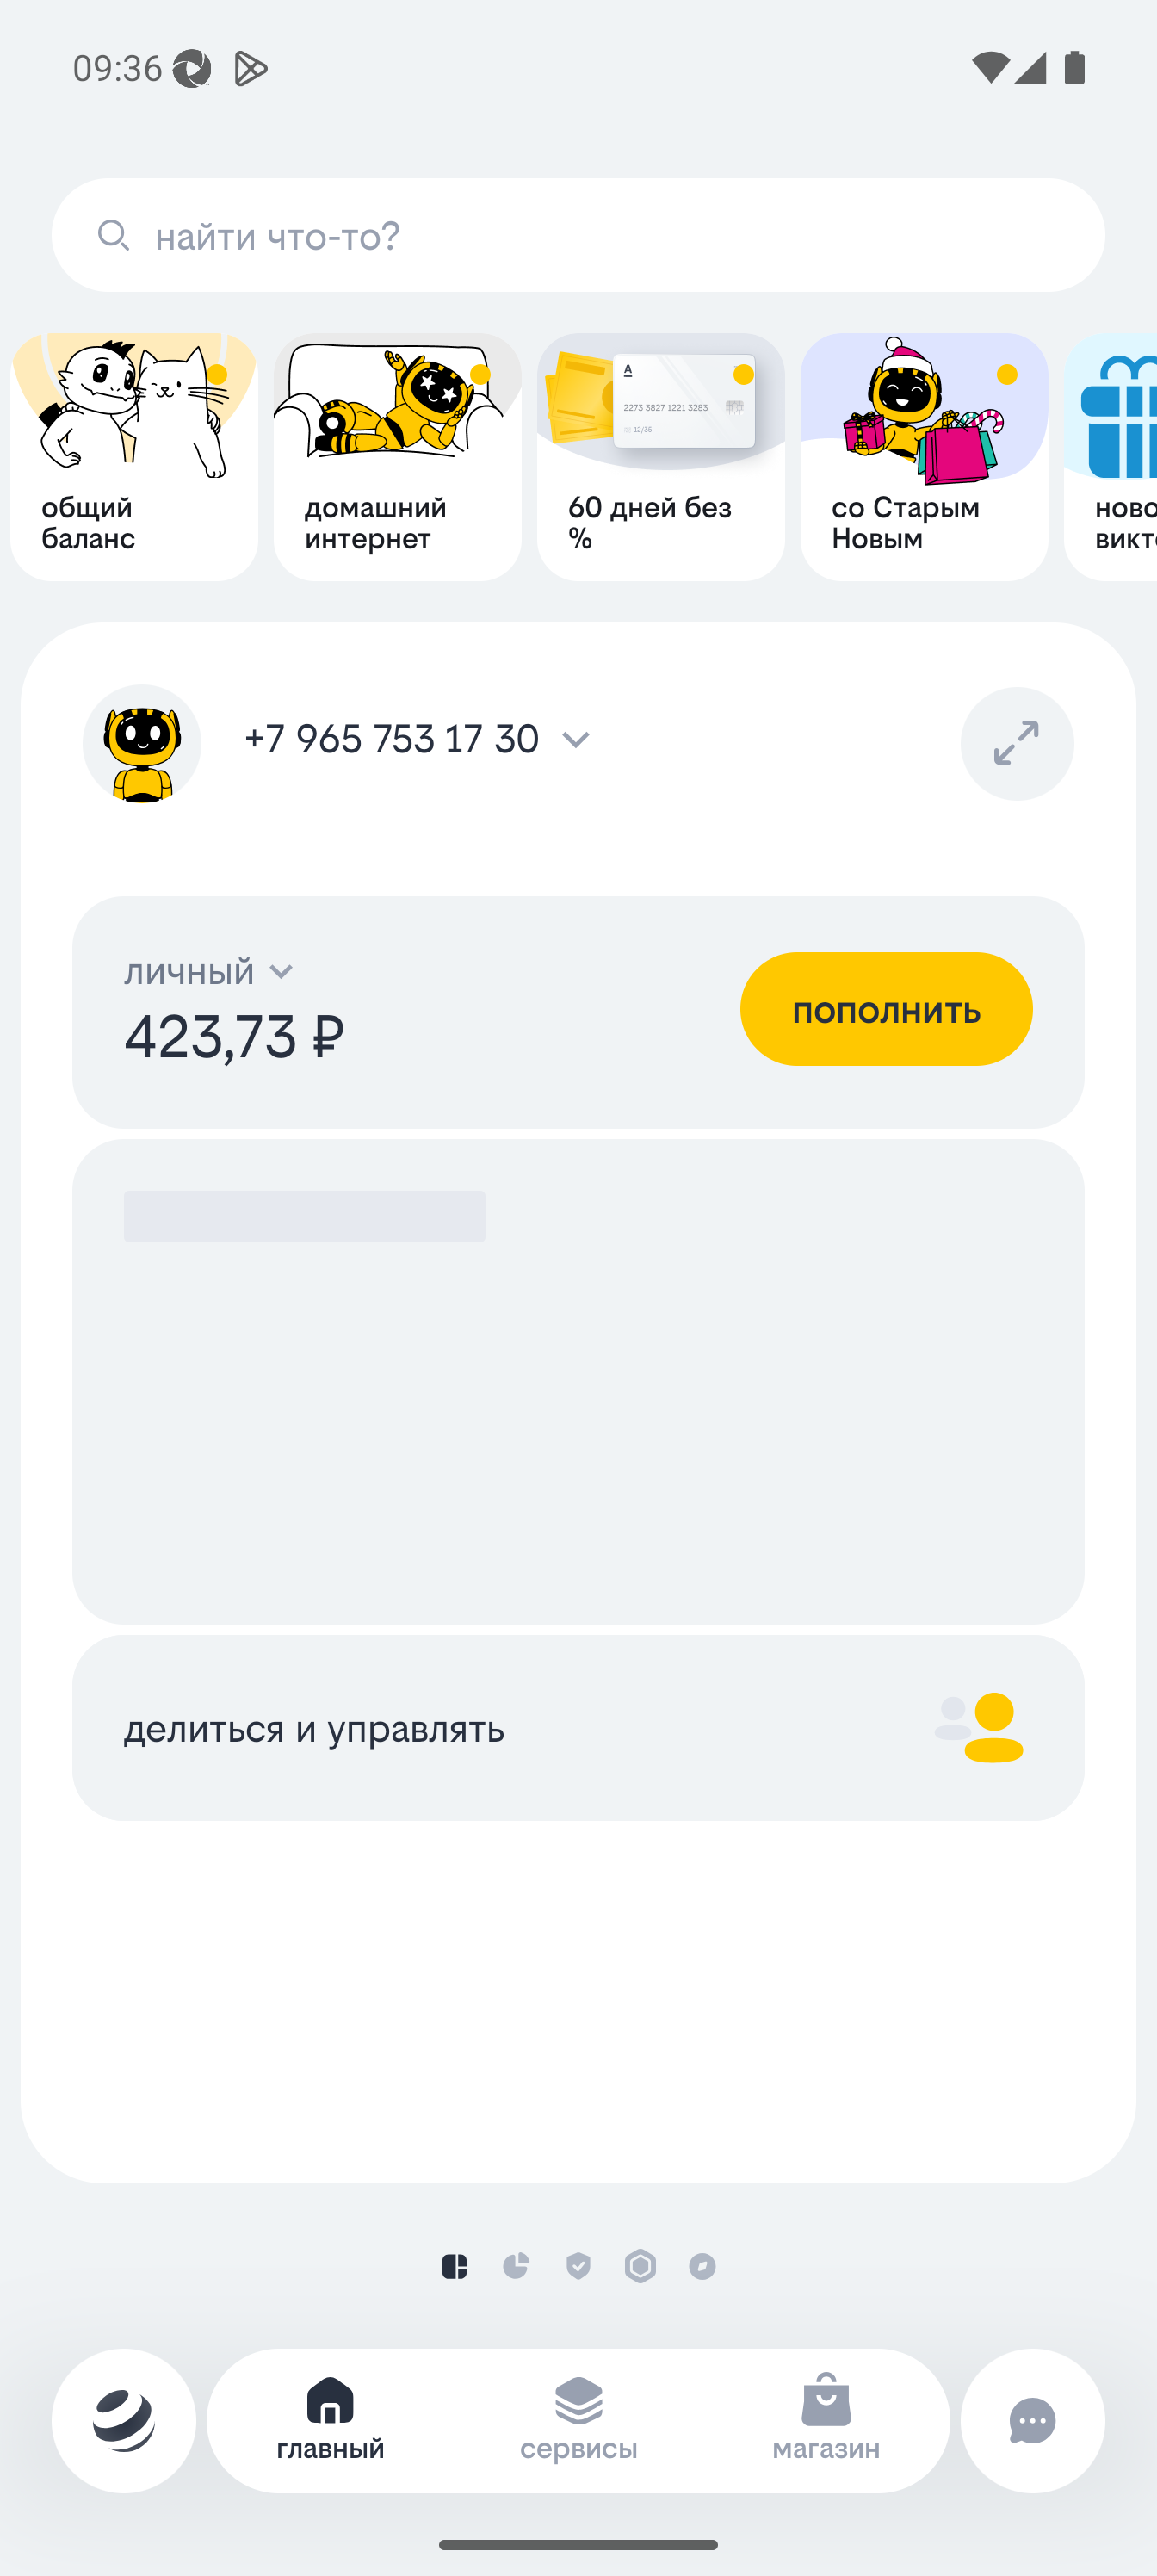 09:36
найти что-то?
общий
баланс
домашний
интернет
A
2273 3827 1221 3283
12/35
60 дней без
%
со Старым
Новым
ново
викт
+7 965 753 17 30
личный
423,73 ₽
пополнить
делиться и управлять
главный
сервисы
магазин